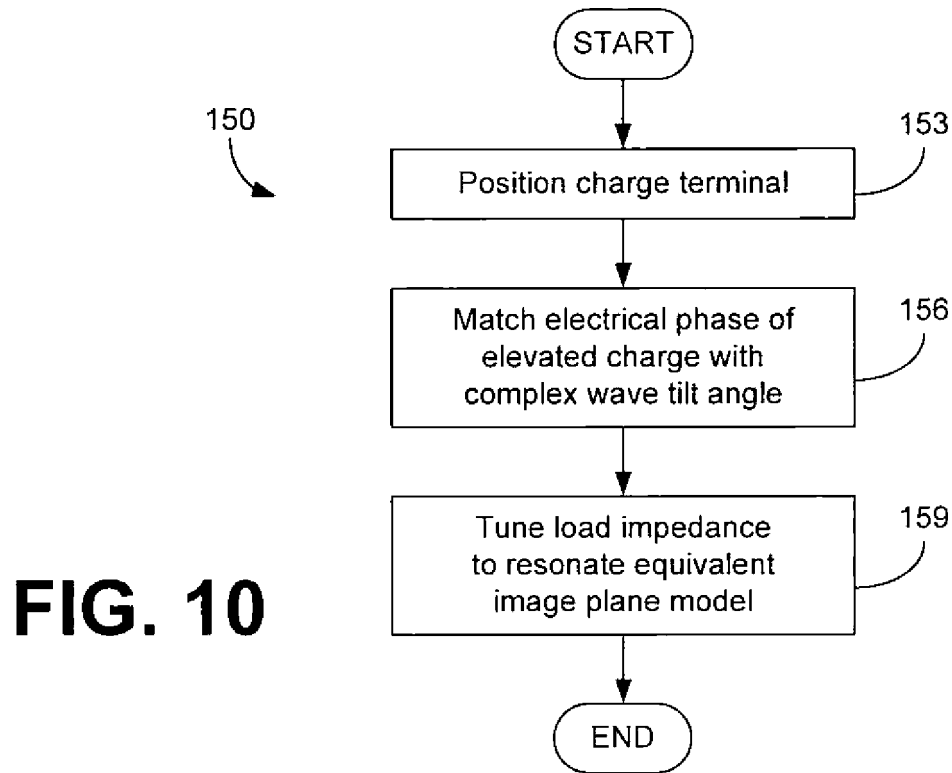 START
150
153
Position charge terminal
156
Match electrical phase of
elevated charge with
complex wave tilt angle
159
Tune load impedance
to resonate equivalent
image plane model
FIG. 10
END